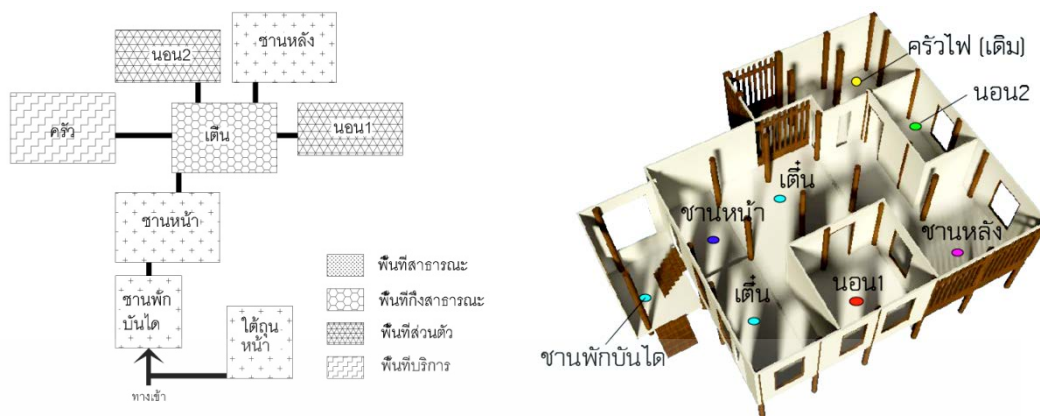 นอน2
ชานหลัง
ครัว
เติ๋น
นอน1
ชานหน้า
ชานพัก
บันได
ใต้ถุน
หน้า
ทางเข้า
พื้นที่สาธารณะ
พื้นที่กึ่งสาธารณะ
พื้นที่ส่วนตัว
พื้นที่บริการ
ครัวไฟ (เดิม)
นอน2
เติ๋น
ชานหน้า
ชานหลัง
เติ๋น
นอน1
ชานพักบันได